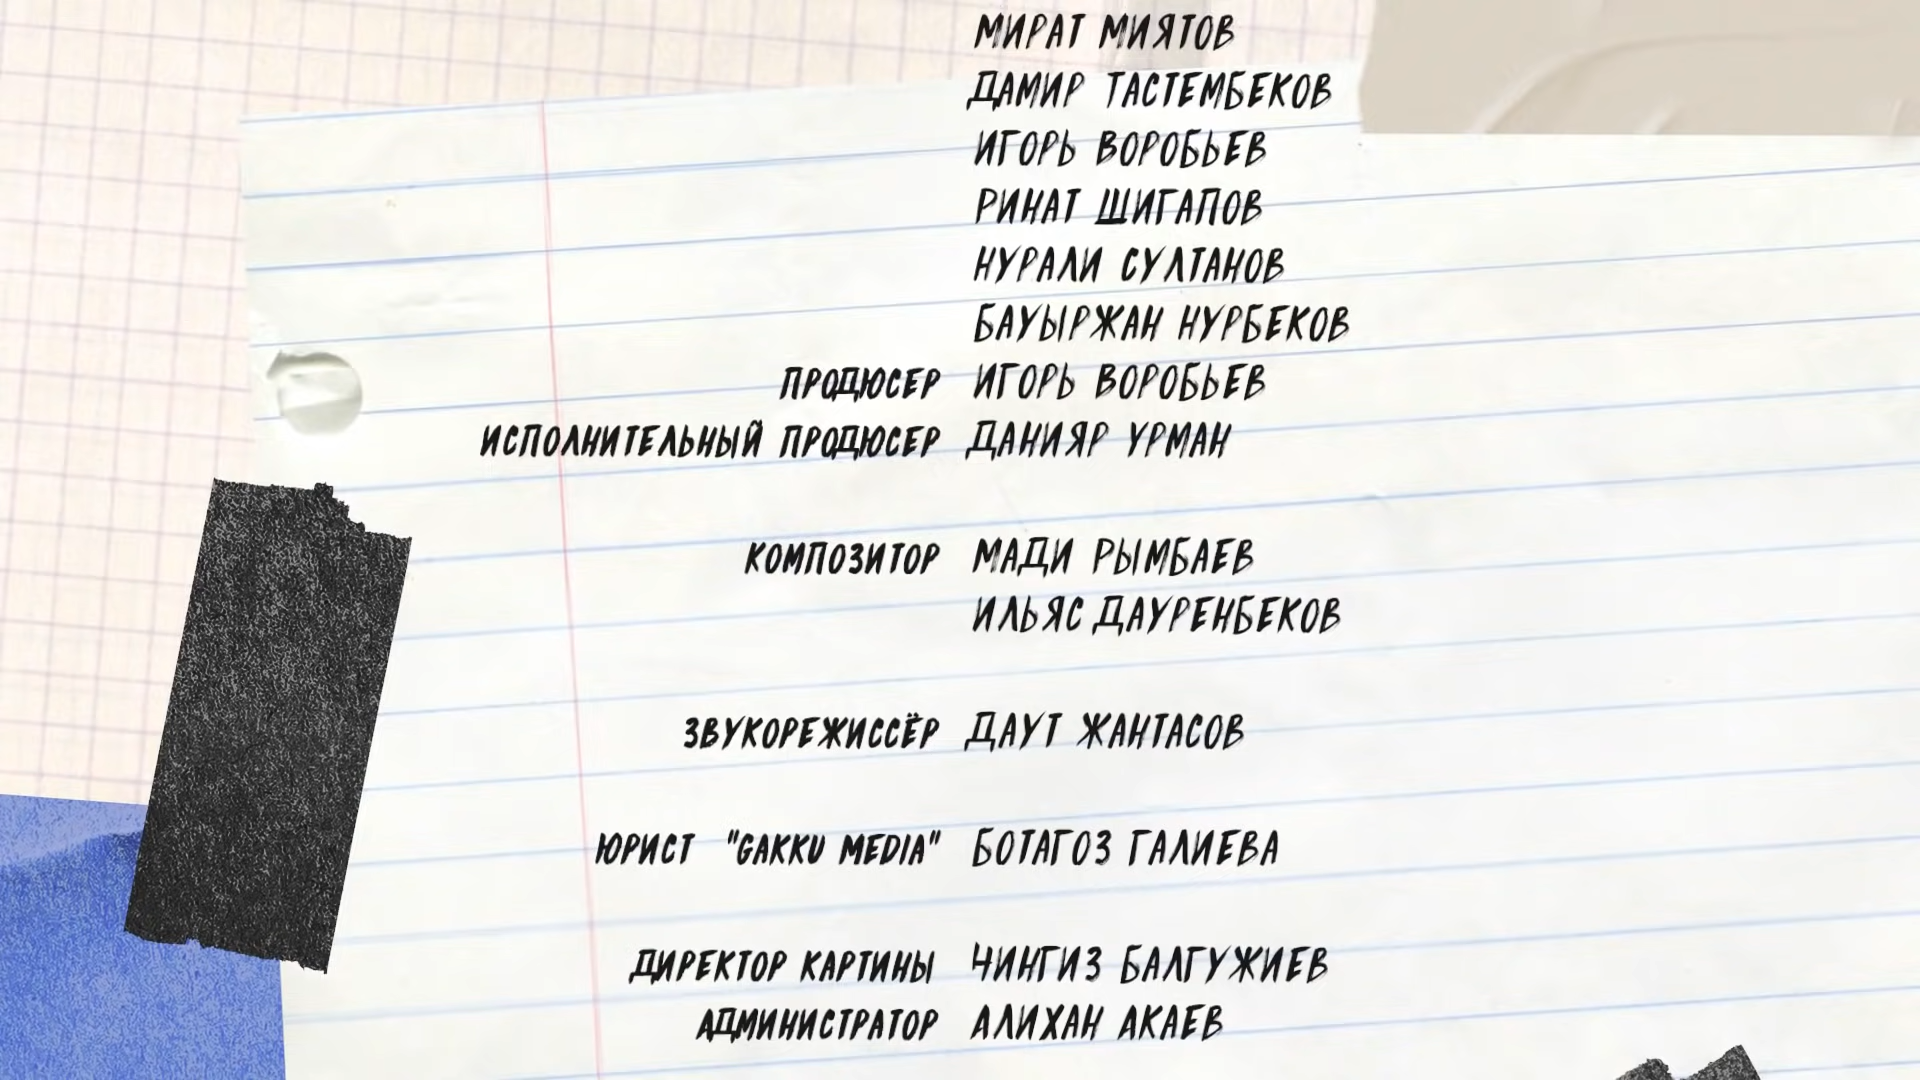 МИРАТ МИЯТОВ
ДАМИР ТАСТЕМБЕКОВ
ИГОРЬ ВОРОБЬЕВ
РИНАТ ШИГАПОВ
НУРАЛИ СУЛТАНОВ
БАУЫРЖАН НУРБЕКОВ
ПРОДЮСЕР ИГОРЬ ВОРОБЬЕВ
ИСПОЛНИТЕЛЬНЫЙ ПРОДЮСЕР ДАНИЯР УРМАН
КОМПОЗИТОР МАДИ РЫМБАЕВ
ИЛЬЯС ДАУРЕНБЕКОВ
ЗВУКОРЕЖИССЁР ДАУТ ЖАНТАСОВ
ЮРИСТ "GAKKU MEDIA" БОТАГОЗ ГАЛИЕВА
ДИРЕКТОР КАРТИНЫ ЧИНГИЗ БАЛГУЖИЕВ
АДМИНИСТРАТОР АЛИХАН АКАЕВ